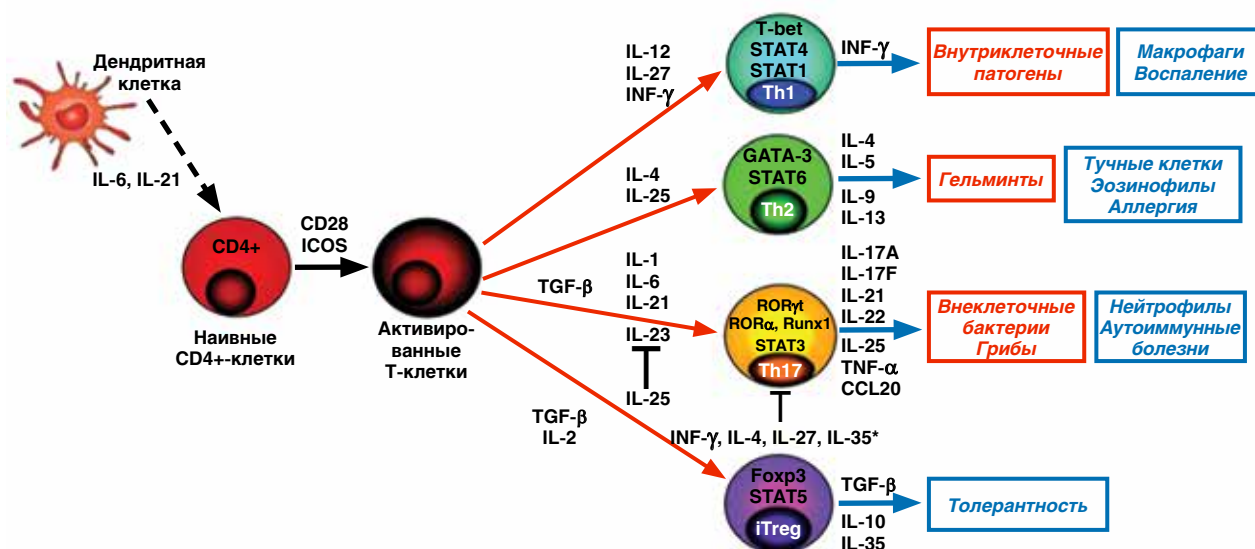 Дендритная
клетка
IL-6, IL-21
CD4+
Наивные
CD4+-клетки
CD28
ICOS
Активиро-
ванные
Т-клетки
IL-12
IL-27
INF-γ
T-bet
STAT4
STAT1
Th1
INF-γ
Внутриклеточные
патогены
Макрофаги
Воспаление
IL-4
IL-25
GATA-3
STAT6
Th2
IL-4
IL-5
IL-9
IL-13
Гельминты
Тучные клетки
Эозинофилы
Аллергия
TGF-β
IL-1
IL-6
IL-21
IL-23
IL-25
RORγt
RORα, Runx1
STAT3
Th17
IL-17A
IL-17F
IL-21
IL-22
IL-25
TNF-α
CCL20
Внеклеточные
бактерии
Грибы
Нейтрофилы
Аутоиммунные
болезни
INF-γ, IL-4, IL-27, IL-35*
TGF-β
IL-2
Foxp3
STAT5
iTreg
TGF-β
IL-10
IL-35
Толерантность